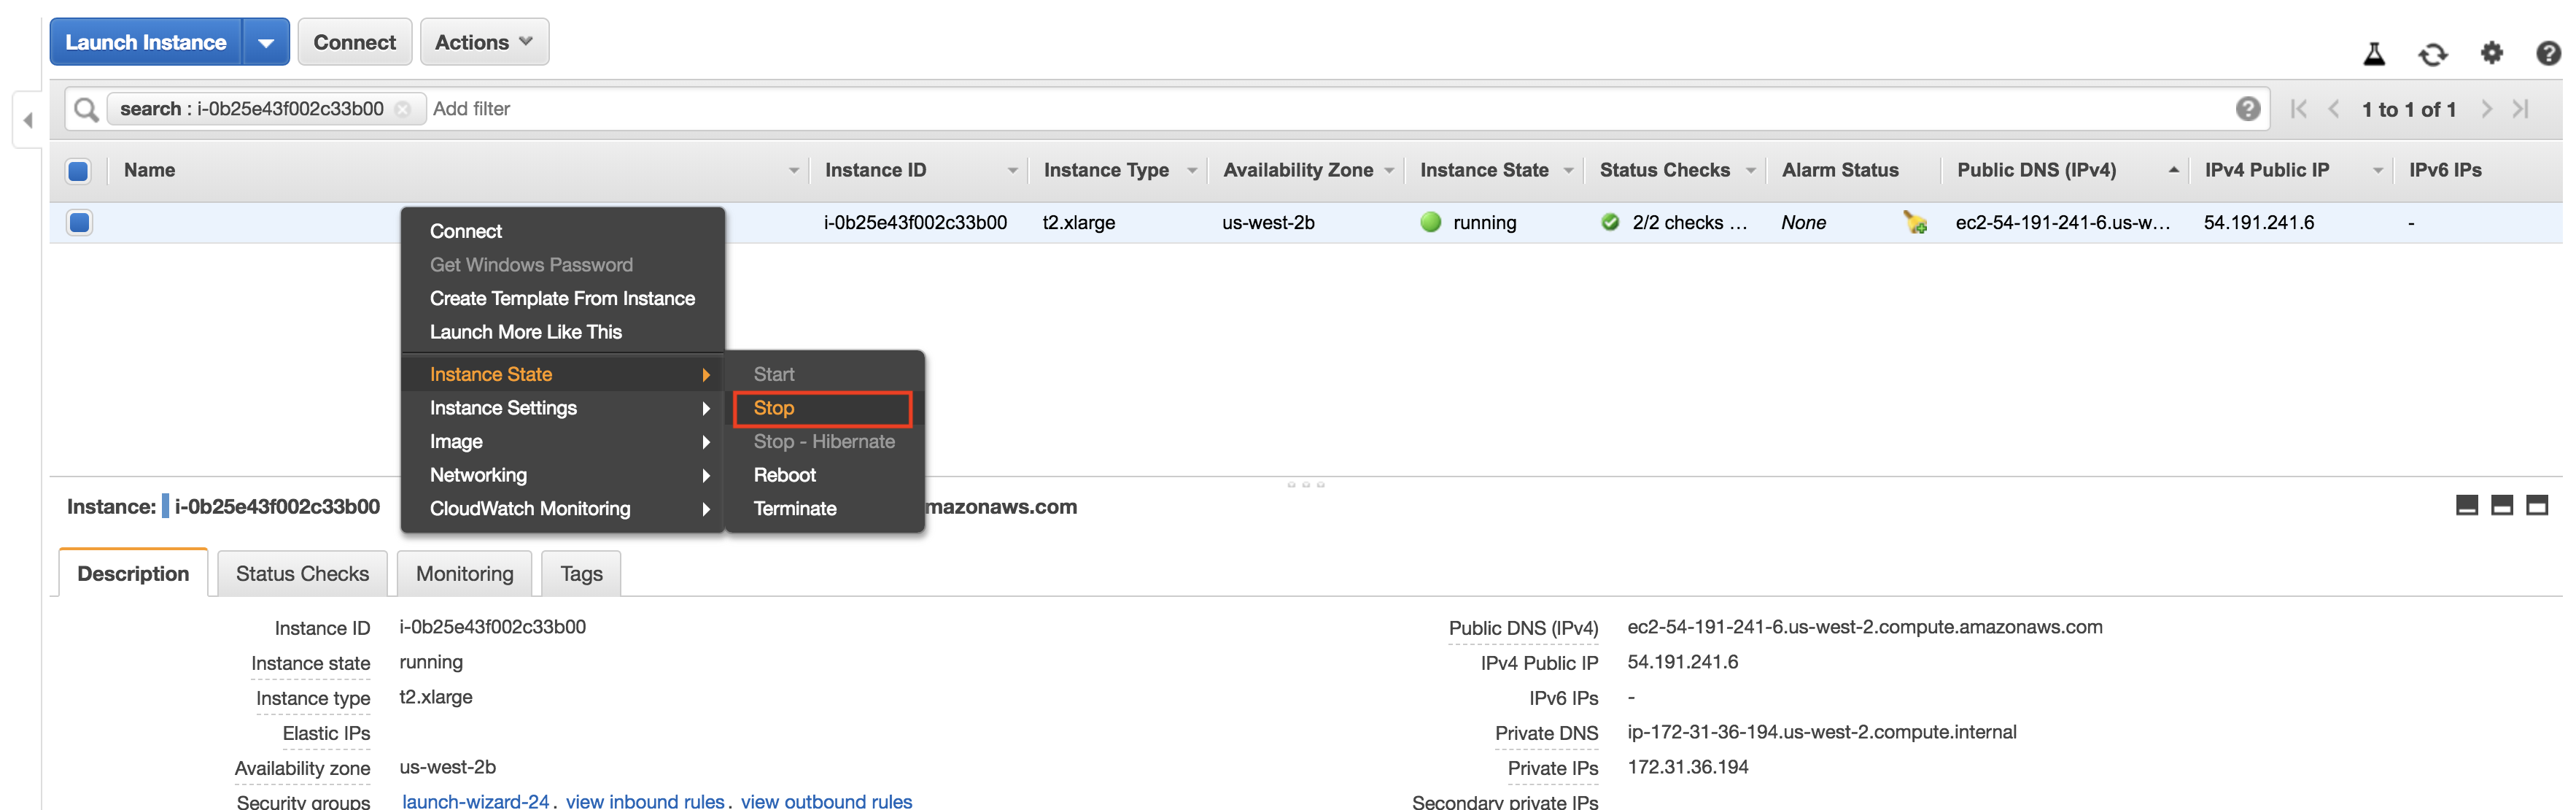 Launch Instance Connect Actions
search : i-0b25e43f002c33b00 Add filter 1 to 1 of 1
Name Instance ID Instance Type Availability Zone Instance State Status Checks Alarm Status Public DNS (IPv4) IPv4 Public IP IPv6 IPs
i-0b25e43f002c33b00 t2.xlarge us-west-2b running 2/2 checks ... None ec2-54-191-241-6.us-w... 54.191.241.6 -
Connect
Get Windows Password
Create Template From Instance
Launch More Like This
Instance State
Instance Settings
Image
Networking
CloudWatch Monitoring
Start
Stop
Stop - Hibernate
Reboot
Terminate
Instance: i-0b25e43f002c33b00 mazonaws.com
Description Status Checks Monitoring Tags
Instance ID i-0b25e43f002c33b00
Instance state running
Instance type t2.xlarge
Elastic IPs
Availability zone us-west-2b
Security groups launch-wizard-24. view inbound rules. view outbound rules
Public DNS (IPv4) ec2-54-191-241-6.us-west-2.compute.amazonaws.com
IPv4 Public IP 54.191.241.6
IPv6 IPs -
Private DNS ip-172-31-36-194.us-west-2.compute.internal
Private IPs 172.31.36.194
Secondary private IPs